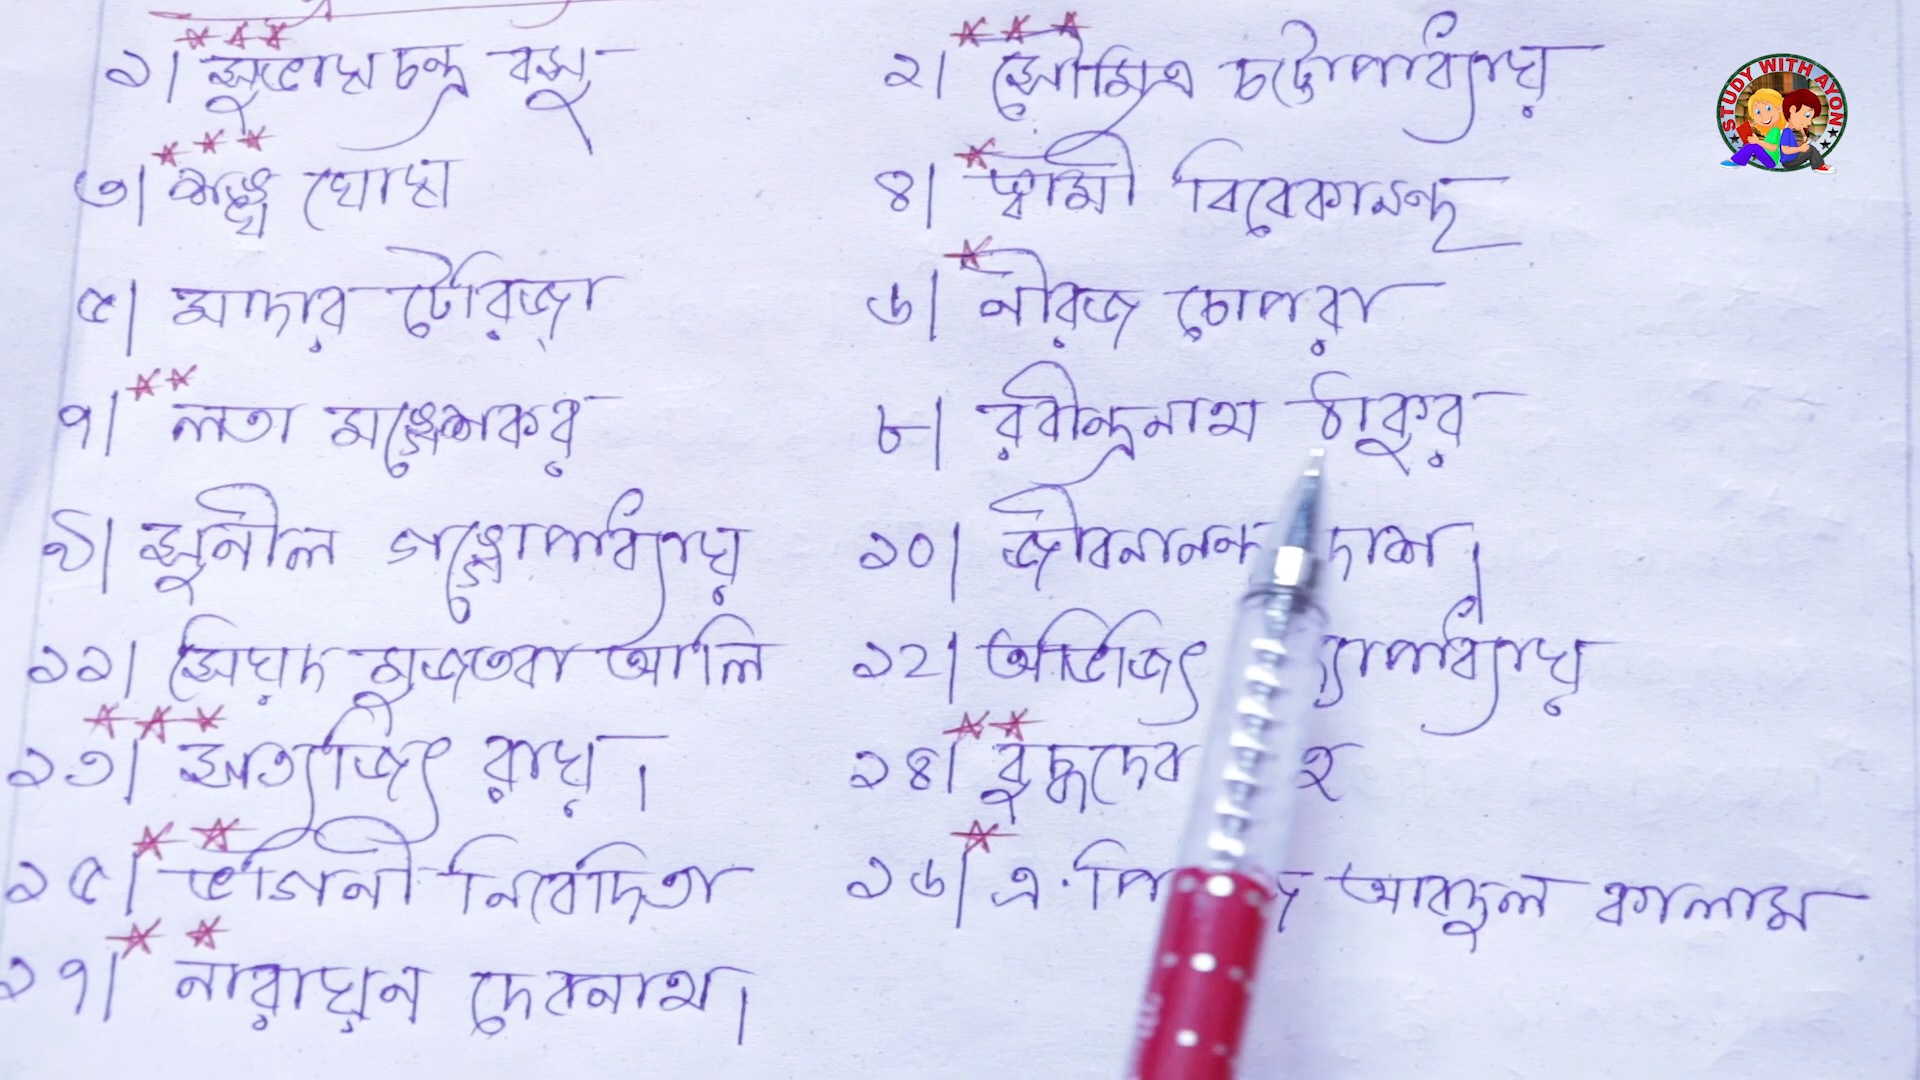 ১। সুভাষ চন্দ্র বসু
২। সৌমিত্র চট্টোপাধ্যায়
৩। শঙ্খ ঘোষ
৪। স্বামী বিবেকানন্দ
৫। মাদার টেরিজা
৬। নীরজ চোপরা
৭। লতা মঙ্গেশকর
৮। রবীন্দ্রনাথ ঠাকুর
৯। সুনীল গঙ্গোপাধ্যায়
১০। জীবনানন্দ দাশ।
১১। সৈয়দ মুজতবা আলি
১২। অভিজিৎ
১৩। সত্যজিৎ রায়।
১৪। বুদ্ধদেব
১৫। ভগিনী নিবেদিতা
১৬। এ. পি আবদুল কালাম
১৭। নারায়ন দেবনাথ।
STUDY WITH AYON